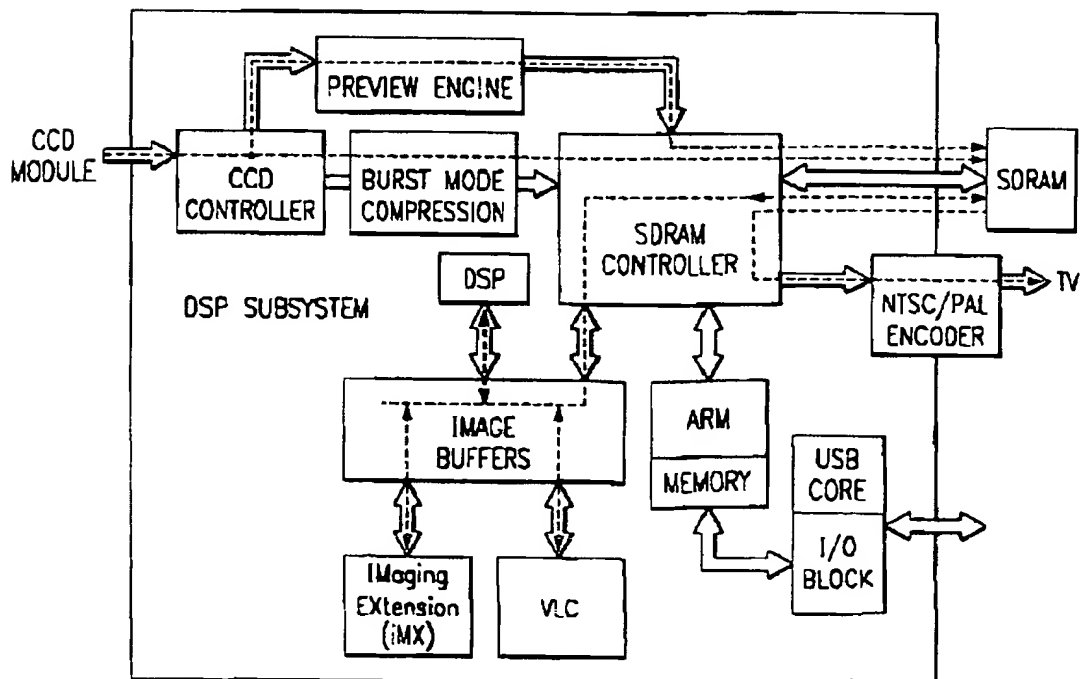 PREVIEW ENGINE
CCD
MODULE
CCD
CONTROLLER
BURST MODE
COMPRESSION
SDRAM
CONTROLLER
SDRAM
DSP
DSP SUBSYSTEM
NTSC/PAL
ENCODER
TV
IMAGE
BUFFERS
ARM
MEMORY
USB
CORE
I/O
BLOCK
IMaging
EXtension
(iMX)
VLC